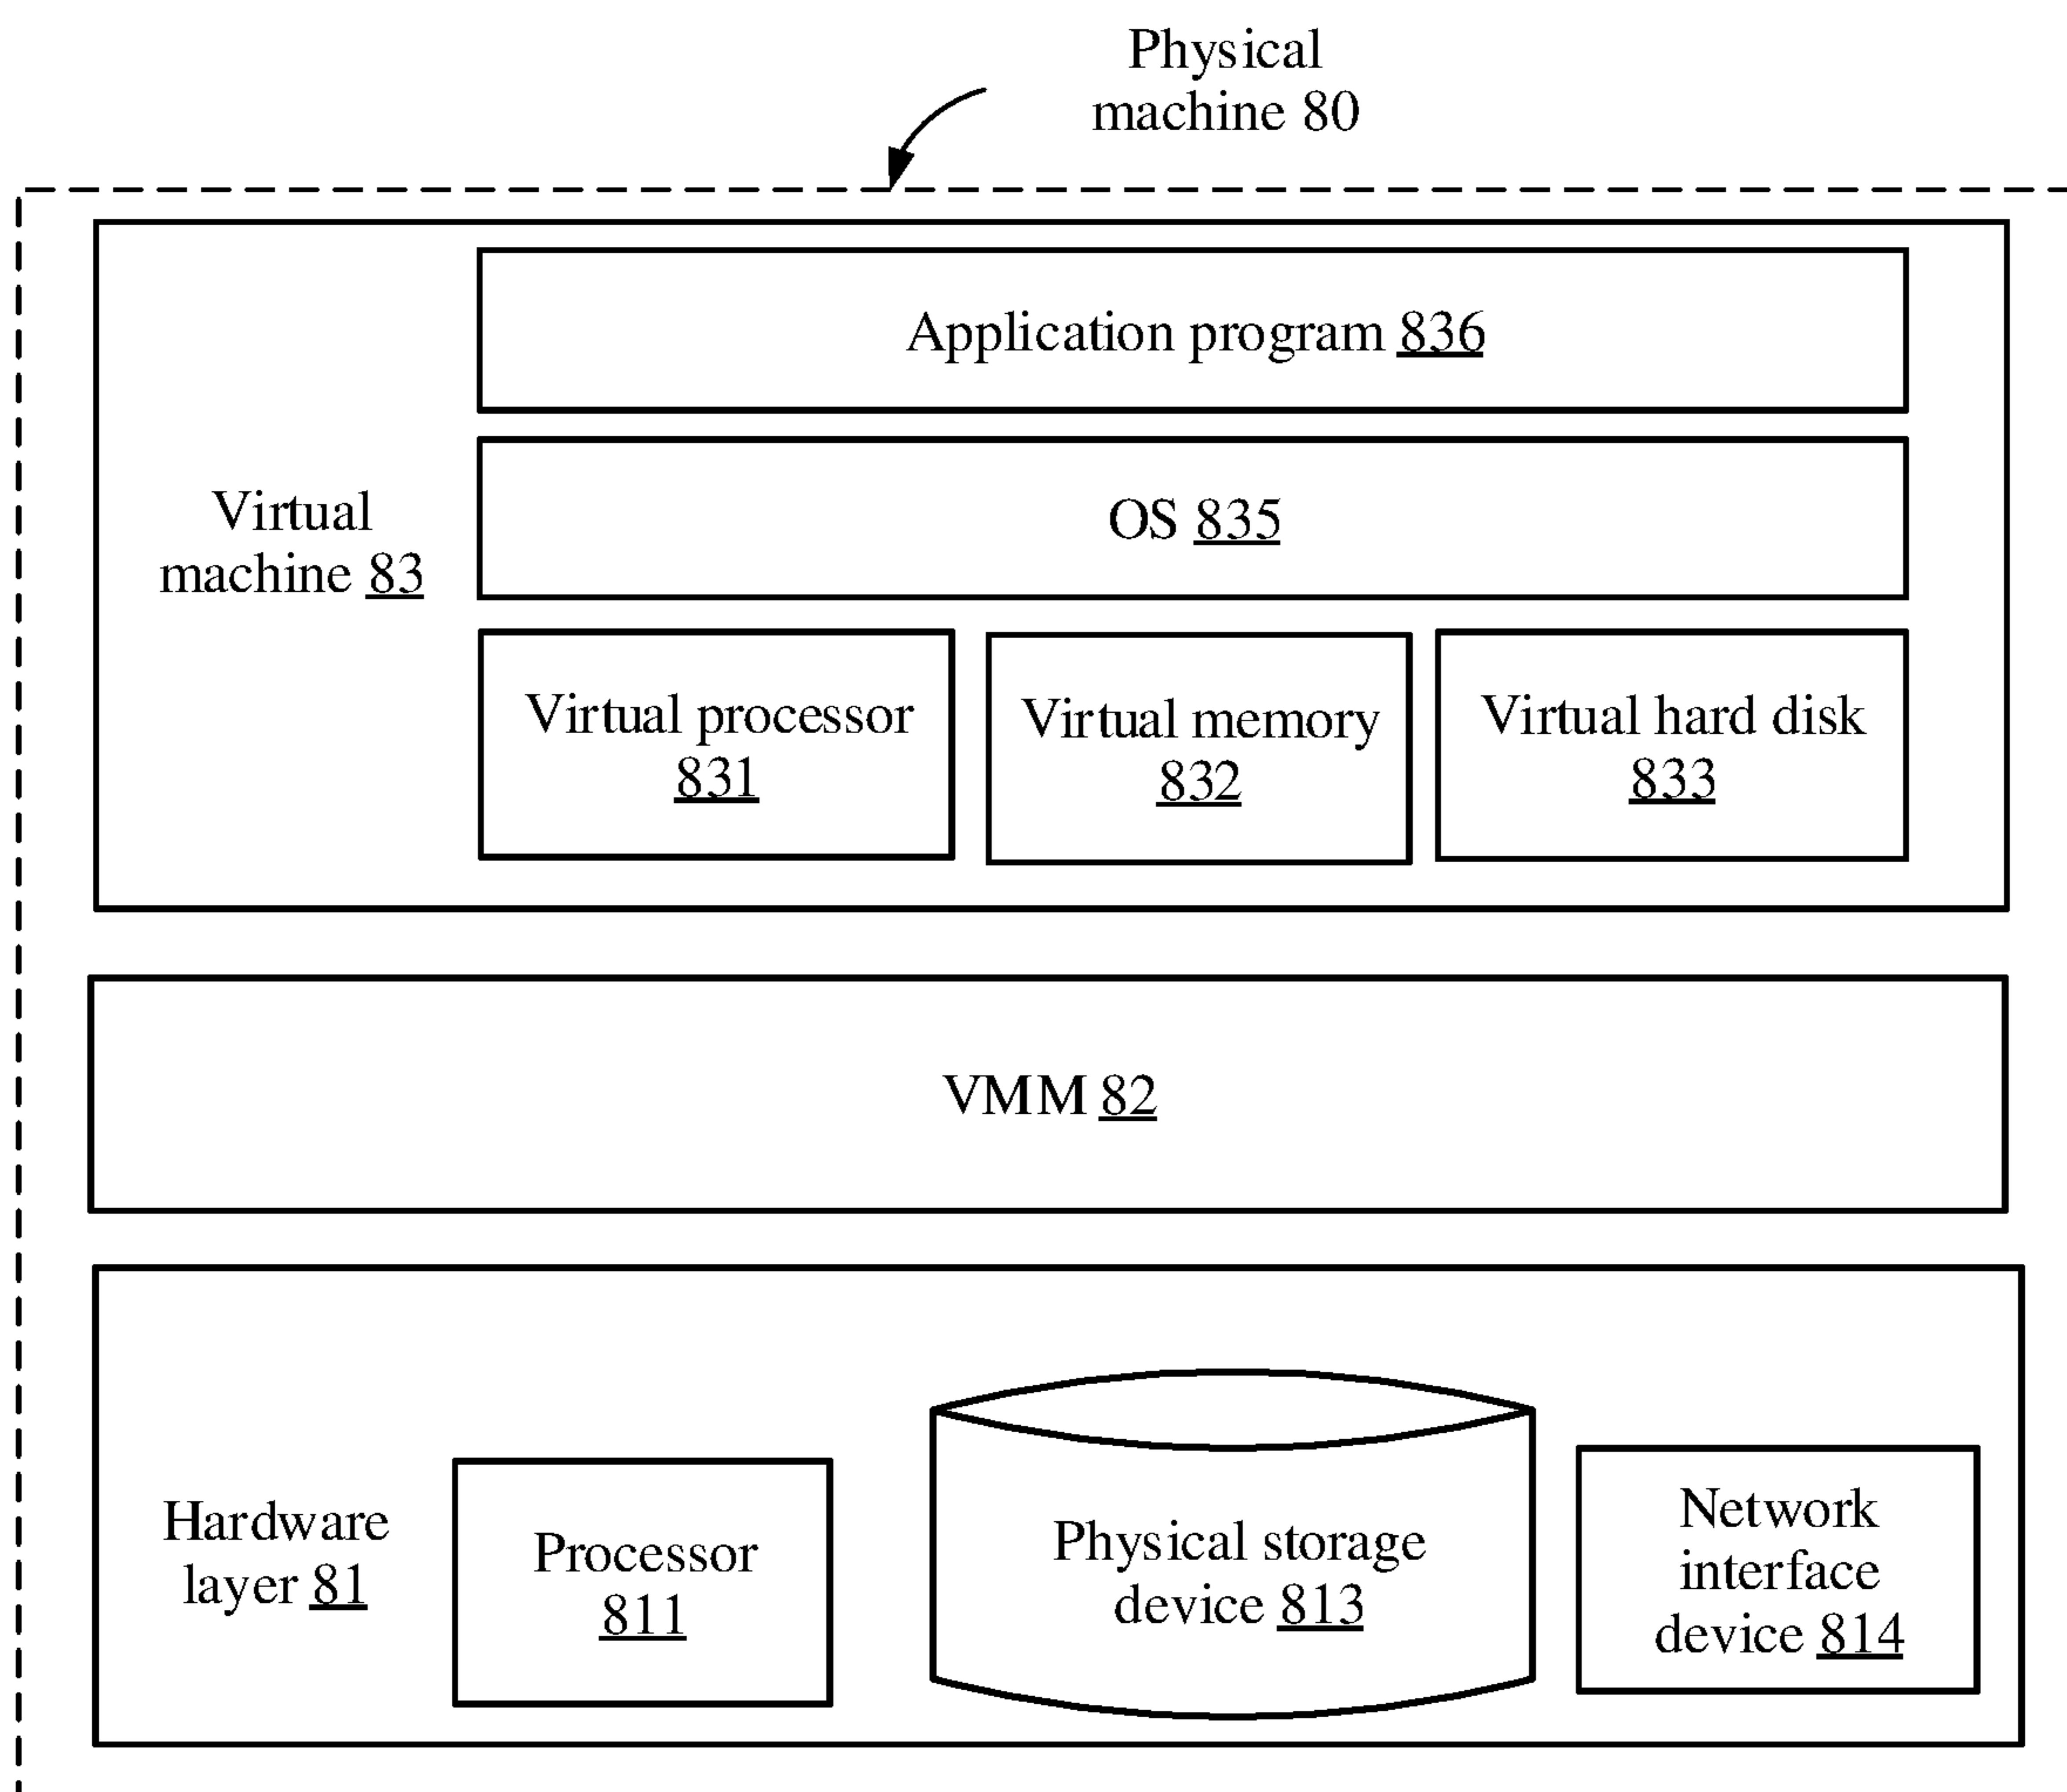 Physical
machine 80
Application program 836
OS 835
Virtual
machine 83
Virtual processor
831
Virtual memory
832
Virtual hard disk
833
VMM 82
Hardware
layer 81
Processor
811
Physical storage
device 813
Network
interface
device 814